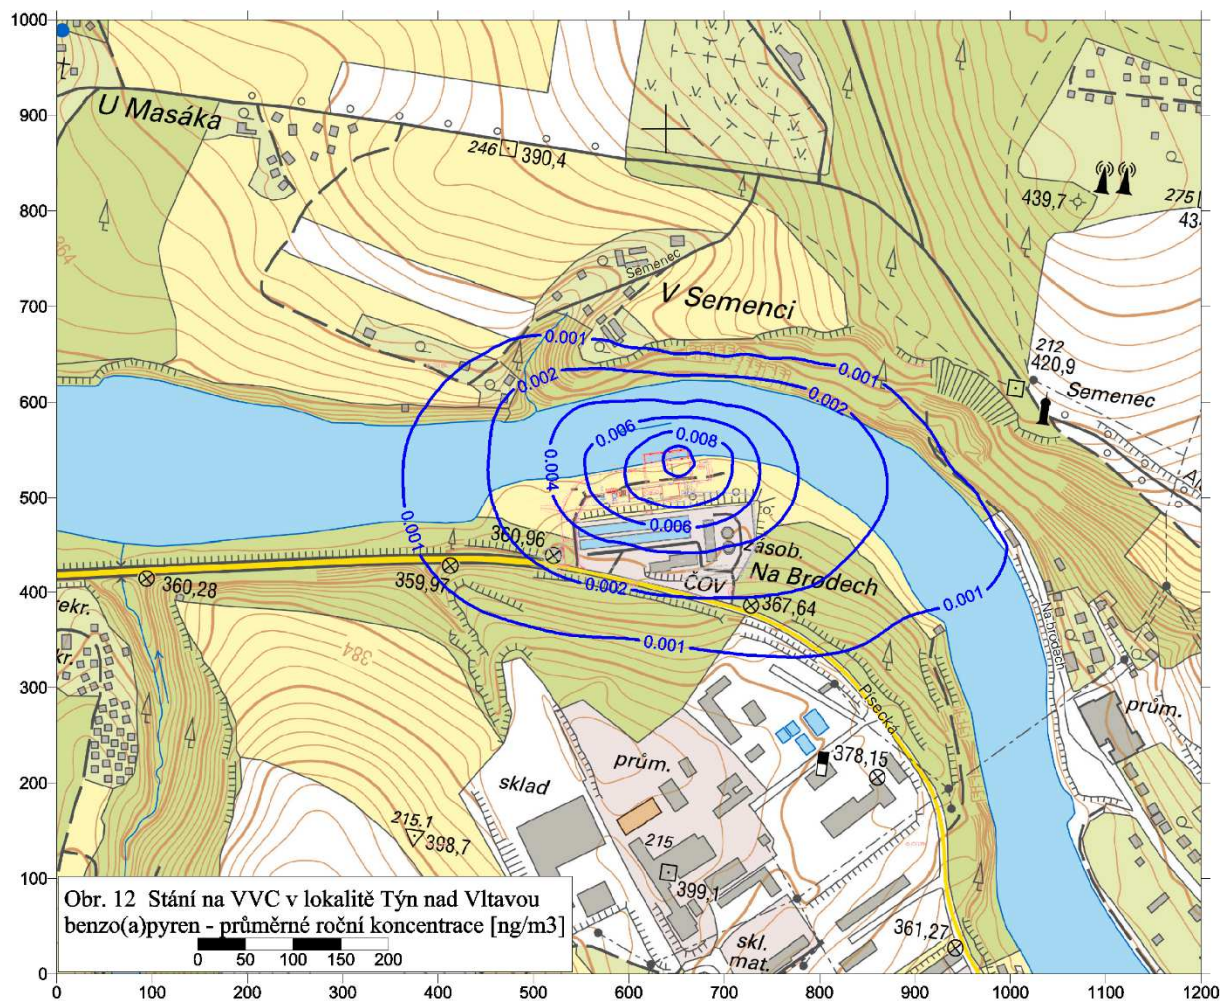 1000
900
800
700
600
500
400
300
200
100
0
0 100 200 300 400 500 600 700 800 900 1000 1100 1200
U Masáka
246 390,4
439,7
275
364
Semenec
V Semenci
212
420,9
Semenec
0.001
0.001
0.002
0.002
0.006
0.008
0.004
0.006
0.001
360,96
zásob.
Na Brodech
ČOV
0.002
360,28
359,97
367,64
0.001
0.001
Na brodech
rekr.
kr.
384
Písecká
prům.
prům.
378,15
sklad
215.1
398,7
215
399,1
skl.
mat.
361,27
Obr. 12 Stání na VVC v lokalitě Týn nad Vltavou
benzo(a)pyren - průměrné roční koncentrace [ng/m3]
0 50 100 150 200